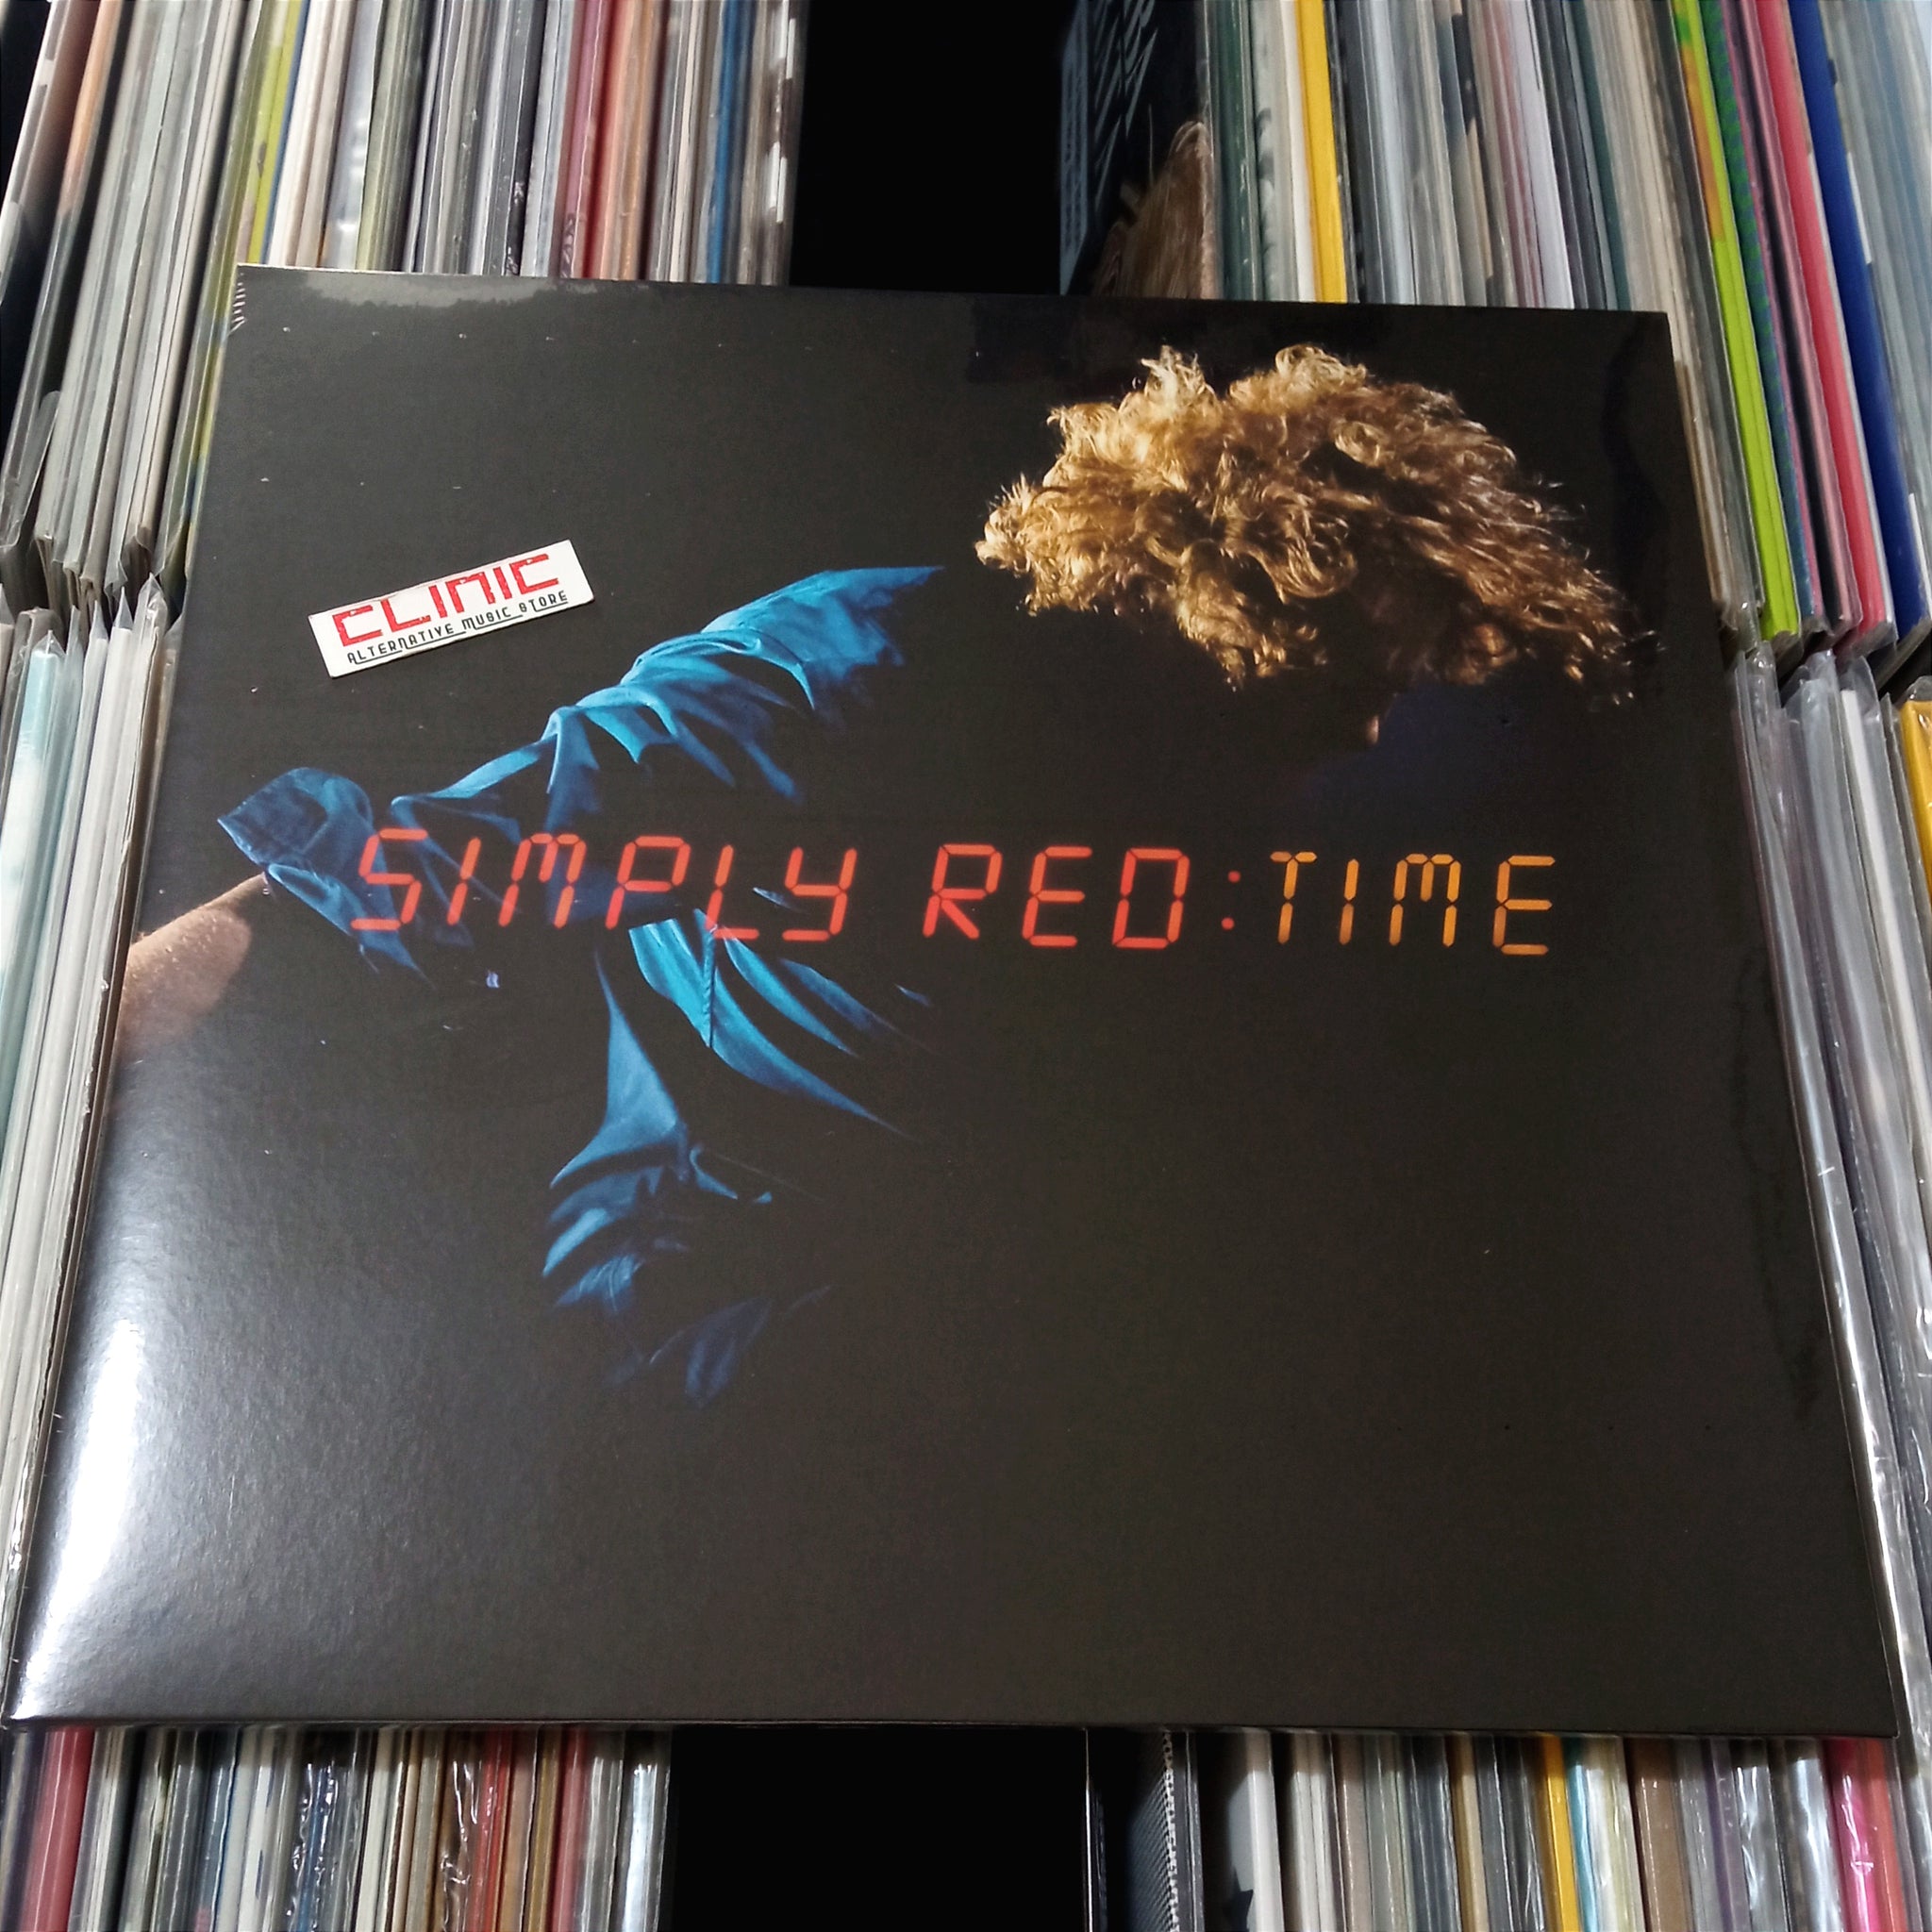 CLINIC
ALTERNATIVE MUSIC STORE
SIMPLY RED:TIME